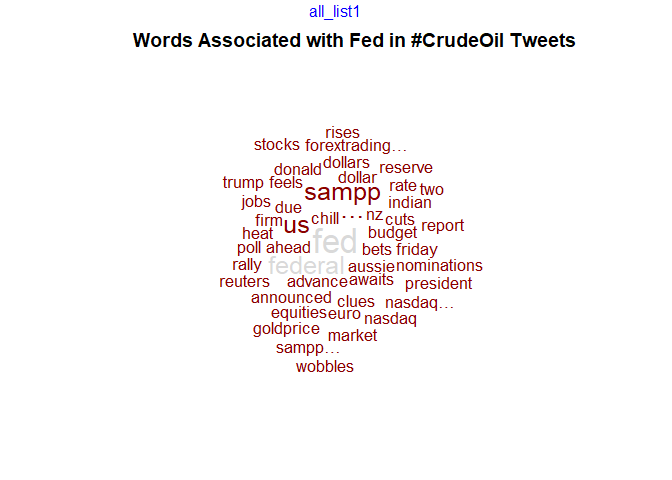 all_list1
Words Associated with Fed in #CrudeOil Tweets
rises
stocks forextrading…
donald dollars reserve
trump feels dollar
sampp rate two
jobs due indian
firm us chill … nz cuts
heat fed budget report
poll ahead bets friday
rally federal aussie nominations
reuters advance awaits president
announced clues nasdaq…
equities euro nasdaq
goldprice market
sampp…
wobbles